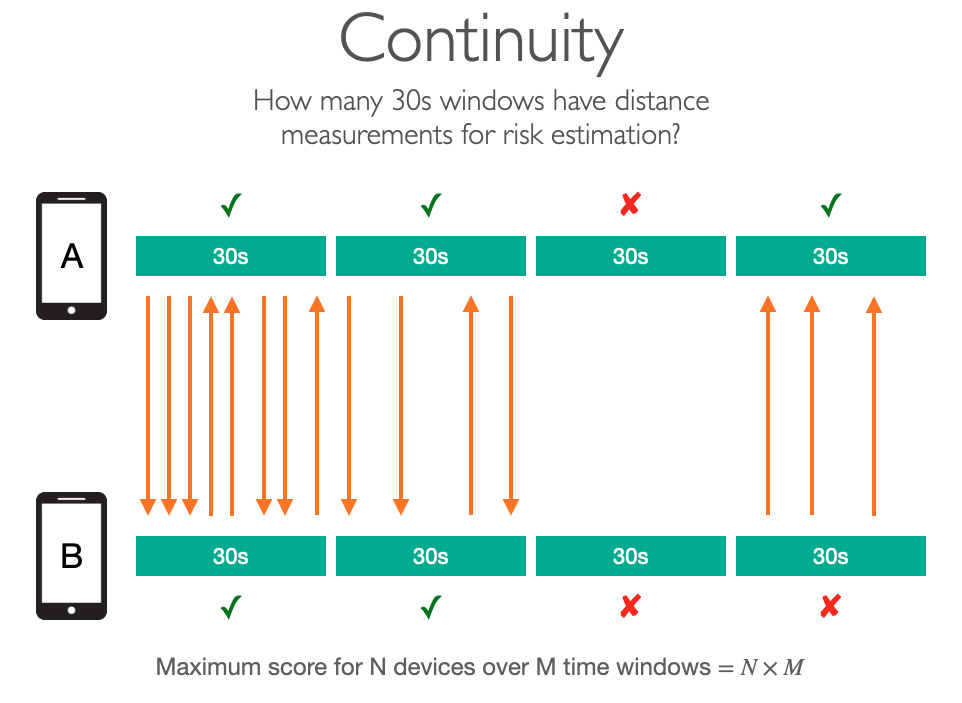 Continuity
How many 30s windows have distance
measurements for risk estimation?
✓ ✓ ✘ ✓
A 30s 30s 30s 30s
B 30s 30s 30s 30s
✓ ✓ ✘ ✘
Maximum score for N devices over M time windows = N × M